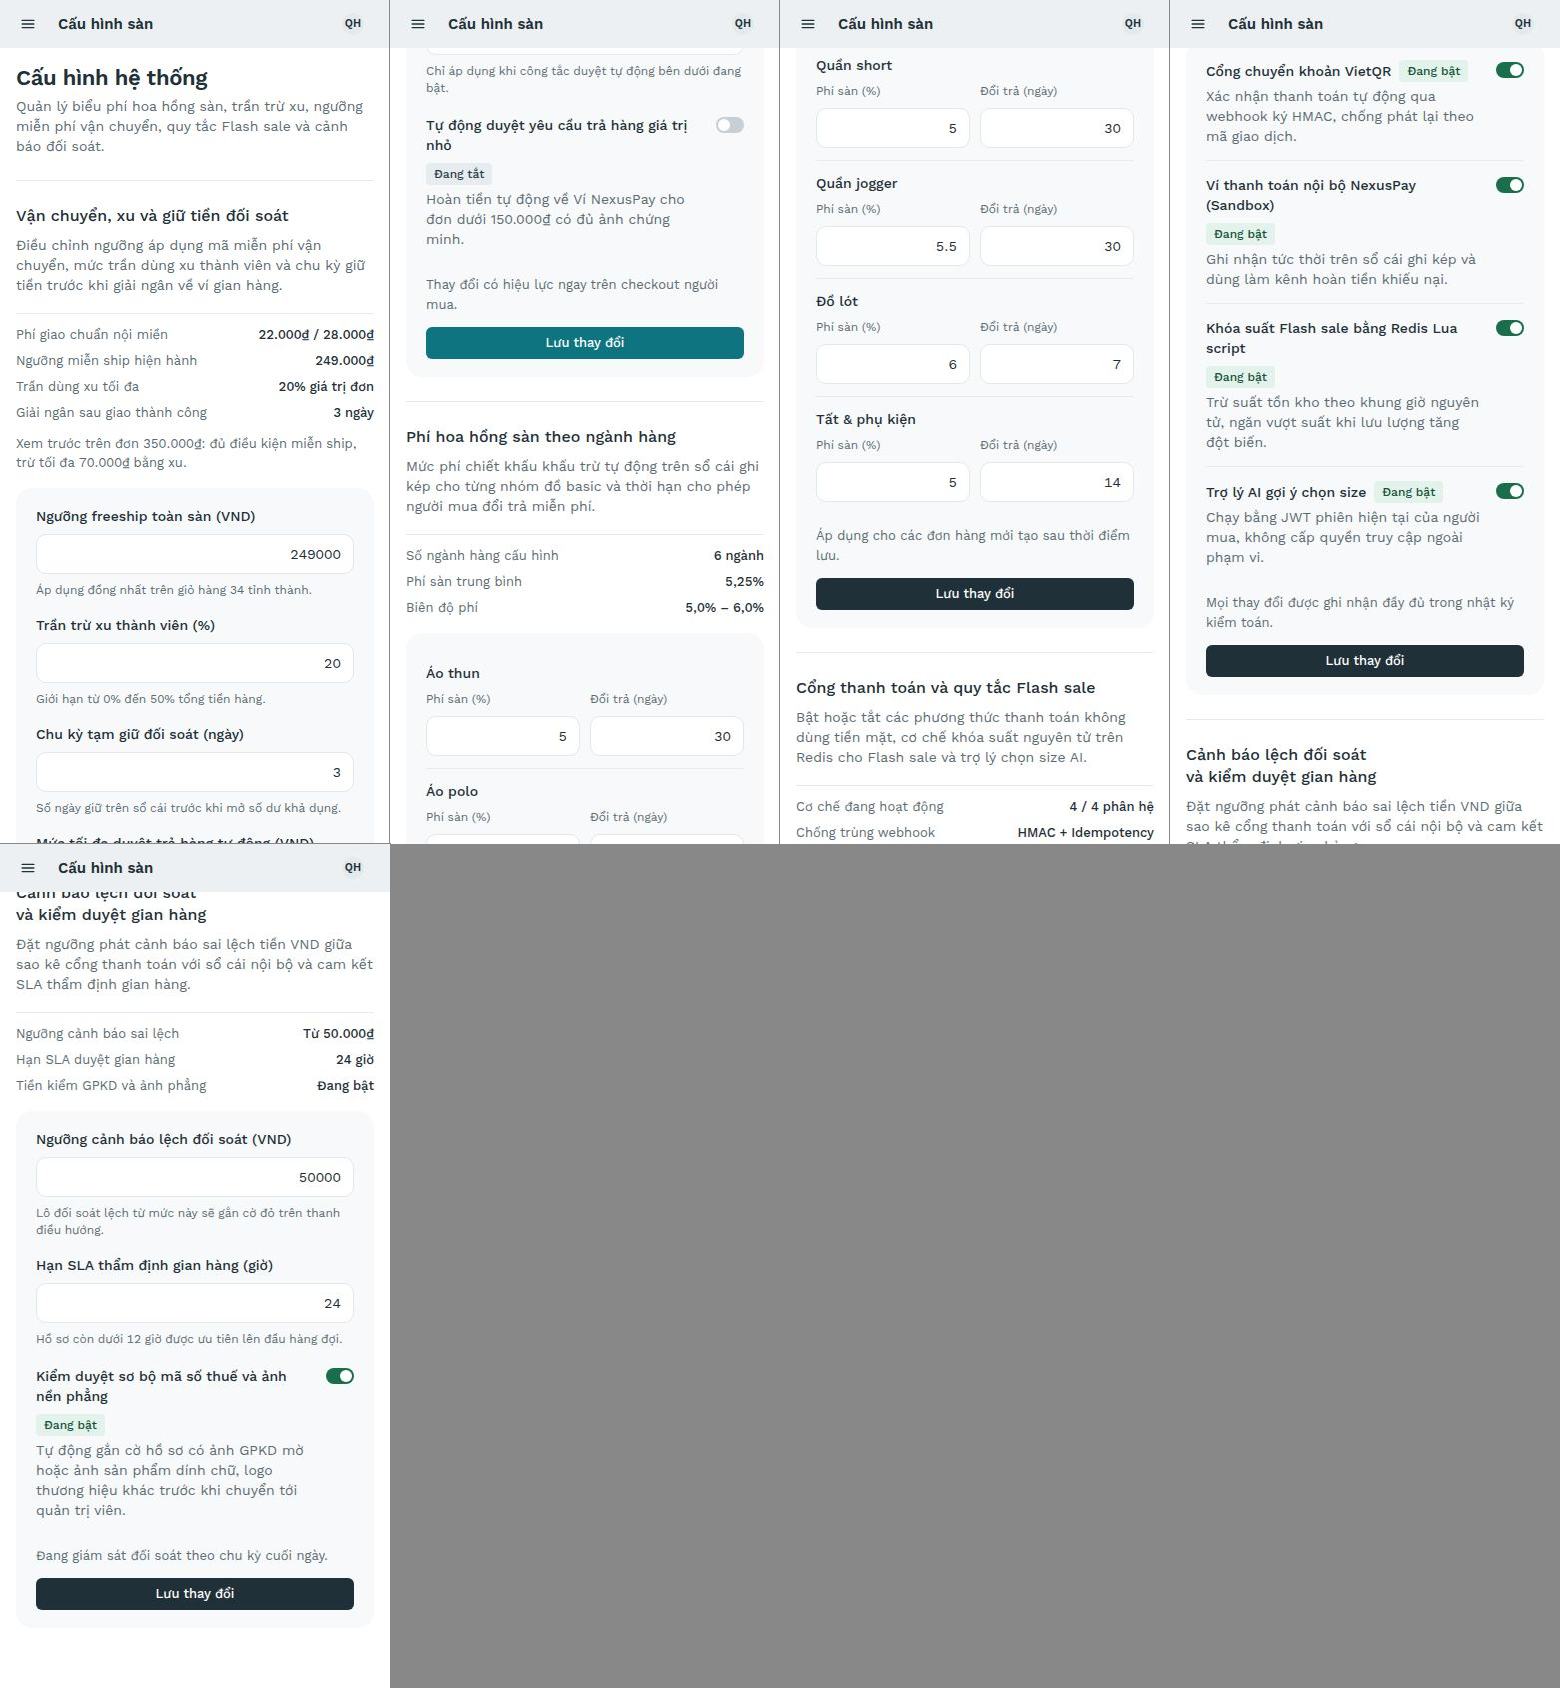 Cấu hình sàn
QH
Cấu hình hệ thống
Quản lý biểu phí hoa hồng sàn, trần trừ xu, ngưỡng
miễn phí vận chuyển, quy tắc Flash sale và cảnh
báo đối soát.
Vận chuyển, xu và giữ tiền đối soát
Điều chỉnh ngưỡng áp dụng mã miễn phí vận
chuyển, mức trần dùng xu thành viên và chu kỳ giữ
tiền trước khi giải ngân về ví gian hàng.
Phí giao chuẩn nội miền 22.000₫ / 28.000₫
Ngưỡng miễn ship hiện hành 249.000₫
Trần dùng xu tối đa 20% giá trị đơn
Giải ngân sau giao thành công 3 ngày
Xem trước trên đơn 350.000₫: đủ điều kiện miễn ship,
trừ tối đa 70.000₫ bằng xu.
Ngưỡng freeship toàn sàn (VND)
249000
Áp dụng đồng nhất trên giỏ hàng 34 tỉnh thành.
Trần trừ xu thành viên (%)
20
Giới hạn từ 0% đến 50% tổng tiền hàng.
Chu kỳ tạm giữ đối soát (ngày)
3
Số ngày giữ trên sổ cái trước khi mở số dư khả dụng.
Mức tối đa duyệt trả hàng tự động (VND)
Cấu hình sàn
QH
Chỉ áp dụng khi công tắc duyệt tự động bên dưới đang
bật.
Tự động duyệt yêu cầu trả hàng giá trị
nhỏ
Đang tắt
Hoàn tiền tự động về Ví NexusPay cho
đơn dưới 150.000₫ có đủ ảnh chứng
minh.
Thay đổi có hiệu lực ngay trên checkout người
mua.
Lưu thay đổi
Phí hoa hồng sàn theo ngành hàng
Mức phí chiết khấu khấu trừ tự động trên sổ cái ghi
kép cho từng nhóm đồ basic và thời hạn cho phép
người mua đổi trả miễn phí.
Số ngành hàng cấu hình 6 ngành
Phí sàn trung bình 5,25%
Biên độ phí 5,0% – 6,0%
Áo thun
Phí sàn (%) Đổi trả (ngày)
5 30
Áo polo
Phí sàn (%) Đổi trả (ngày)
Cấu hình sàn
QH
Quần short
Phí sàn (%) Đổi trả (ngày)
5 30
Quần jogger
Phí sàn (%) Đổi trả (ngày)
5.5 30
Đồ lót
Phí sàn (%) Đổi trả (ngày)
6 7
Tất & phụ kiện
Phí sàn (%) Đổi trả (ngày)
5 14
Áp dụng cho các đơn hàng mới tạo sau thời điểm
lưu.
Lưu thay đổi
Cổng thanh toán và quy tắc Flash sale
Bật hoặc tắt các phương thức thanh toán không
dùng tiền mặt, cơ chế khóa suất nguyên tử trên
Redis cho Flash sale và trợ lý chọn size AI.
Cơ chế đang hoạt động 4 / 4 phân hệ
Chống trùng webhook HMAC + Idempotency
Cấu hình sàn
QH
Cổng chuyển khoản VietQR Đang bật
Xác nhận thanh toán tự động qua
webhook ký HMAC, chống phát lại theo
mã giao dịch.
Ví thanh toán nội bộ NexusPay
(Sandbox)
Đang bật
Ghi nhận tức thời trên sổ cái ghi kép và
dùng làm kênh hoàn tiền khiếu nại.
Khóa suất Flash sale bằng Redis Lua
script
Đang bật
Trừ suất tồn kho theo khung giờ nguyên
tử, ngăn vượt suất khi lưu lượng tăng
đột biến.
Trợ lý AI gợi ý chọn size Đang bật
Chạy bằng JWT phiên hiện tại của người
mua, không cấp quyền truy cập ngoài
phạm vi.
Mọi thay đổi được ghi nhận đầy đủ trong nhật ký
kiểm toán.
Lưu thay đổi
Cảnh báo lệch đối soát
và kiểm duyệt gian hàng
Đặt ngưỡng phát cảnh báo sai lệch tiền VND giữa
sao kê cổng thanh toán với sổ cái nội bộ và cam kết
SLA thẩm định gian hàng.
Cấu hình sàn
QH
Cảnh báo lệch đối soát
và kiểm duyệt gian hàng
Đặt ngưỡng phát cảnh báo sai lệch tiền VND giữa
sao kê cổng thanh toán với sổ cái nội bộ và cam kết
SLA thẩm định gian hàng.
Ngưỡng cảnh báo sai lệch Từ 50.000₫
Hạn SLA duyệt gian hàng 24 giờ
Tiền kiểm GPKD và ảnh phẳng Đang bật
Ngưỡng cảnh báo lệch đối soát (VND)
50000
Lô đối soát lệch từ mức này sẽ gắn cờ đỏ trên thanh
điều hướng.
Hạn SLA thẩm định gian hàng (giờ)
24
Hồ sơ còn dưới 12 giờ được ưu tiên lên đầu hàng đợi.
Kiểm duyệt sơ bộ mã số thuế và ảnh
nền phẳng
Đang bật
Tự động gắn cờ hồ sơ có ảnh GPKD mờ
hoặc ảnh sản phẩm dính chữ, logo
thương hiệu khác trước khi chuyển tới
quản trị viên.
Đang giám sát đối soát theo chu kỳ cuối ngày.
Lưu thay đổi